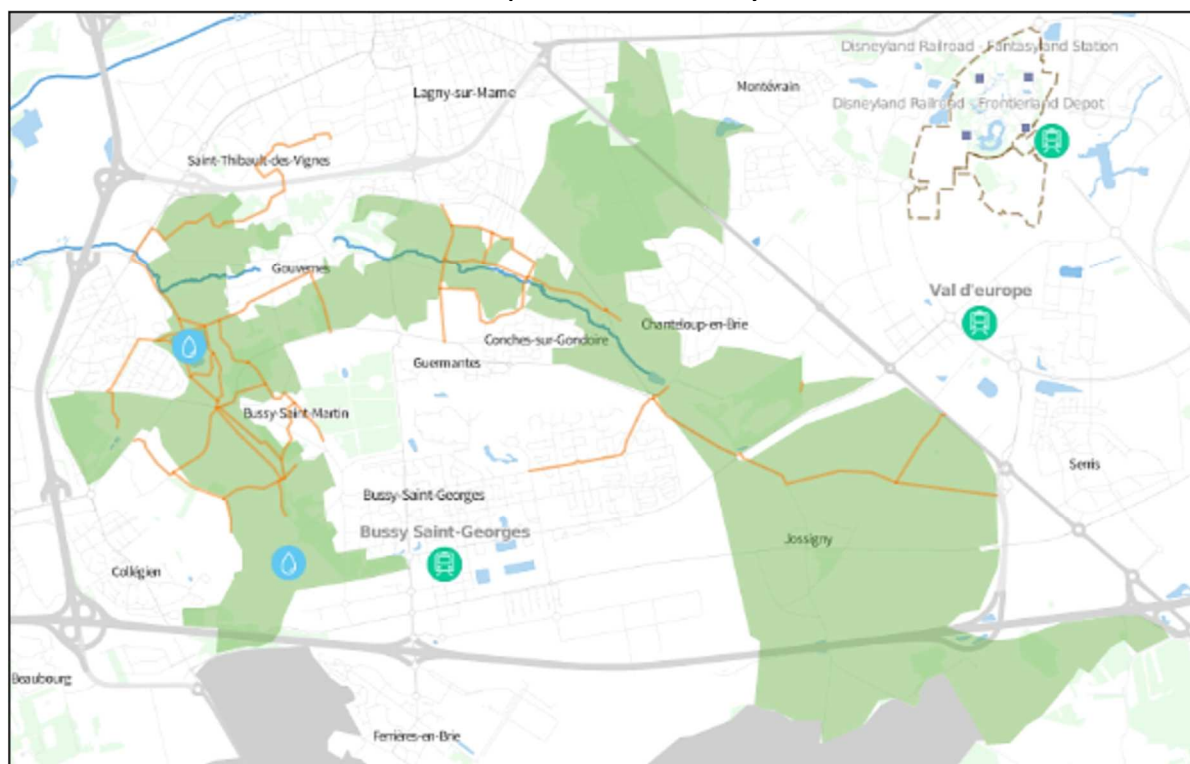 Disneyland Railroad - Fantasyland Station
Lagny-sur-Marne
Montévrain
Disneyland Railroad - Frontierland Depot
Saint-Thibault-des-Vignes
Gouvernes
Val d'europe
Chanteloup-en-Brie
Conches-sur-Gondoire
Guermantes
Bussy-Saint-Martin
Serris
Bussy-Saint-Georges
Bussy Saint-Georges
Jossigny
Collégien
Beaubourg
Ferrières-en-Brie